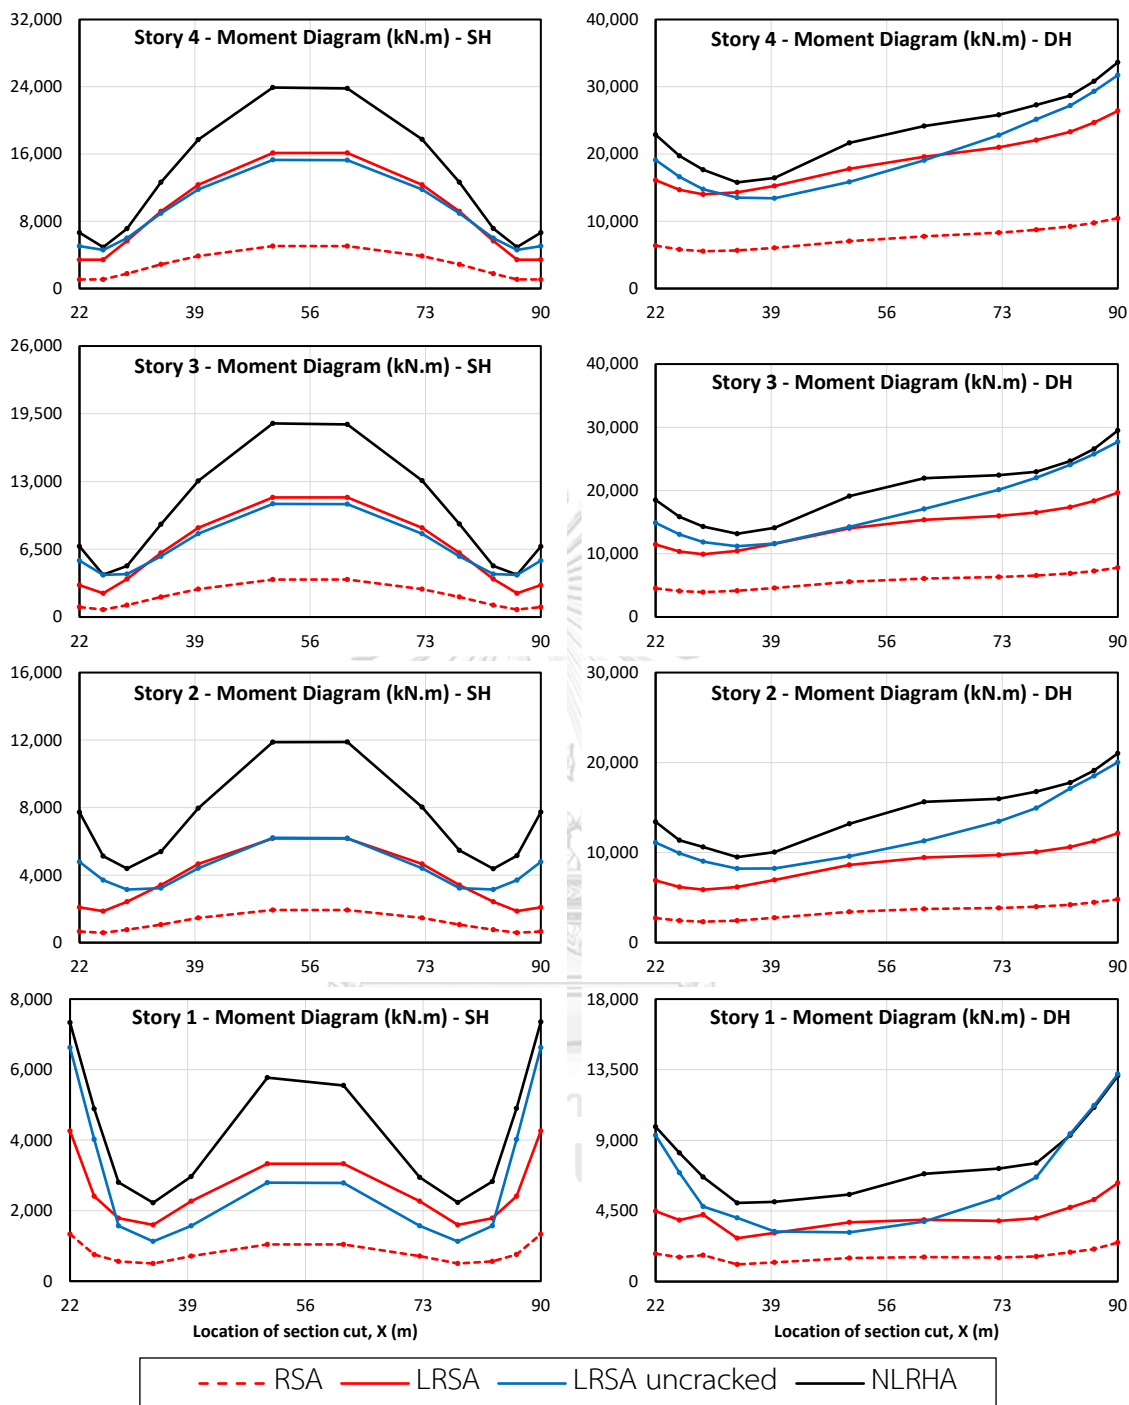 Story 4 - Moment Diagram (kN.m) - SH
32,000
24,000
16,000
8,000
0
22 39 56 73 90
Story 4 - Moment Diagram (kN.m) - DH
40,000
30,000
20,000
10,000
0
22 39 56 73 90
Story 3 - Moment Diagram (kN.m) - SH
26,000
19,500
13,000
6,500
0
22 39 56 73 90
Story 3 - Moment Diagram (kN.m) - DH
40,000
30,000
20,000
10,000
0
22 39 56 73 90
Story 2 - Moment Diagram (kN.m) - SH
16,000
12,000
8,000
4,000
0
22 39 56 73 90
Story 2 - Moment Diagram (kN.m) - DH
30,000
20,000
10,000
0
22 39 56 73 90
Story 1 - Moment Diagram (kN.m) - SH
8,000
6,000
4,000
2,000
0
22 39 56 73 90
Location of section cut, X (m)
Story 1 - Moment Diagram (kN.m) - DH
18,000
13,500
9,000
4,500
0
22 39 56 73 90
Location of section cut, X (m)
RSA LRSA LRSA uncracked NLRHA